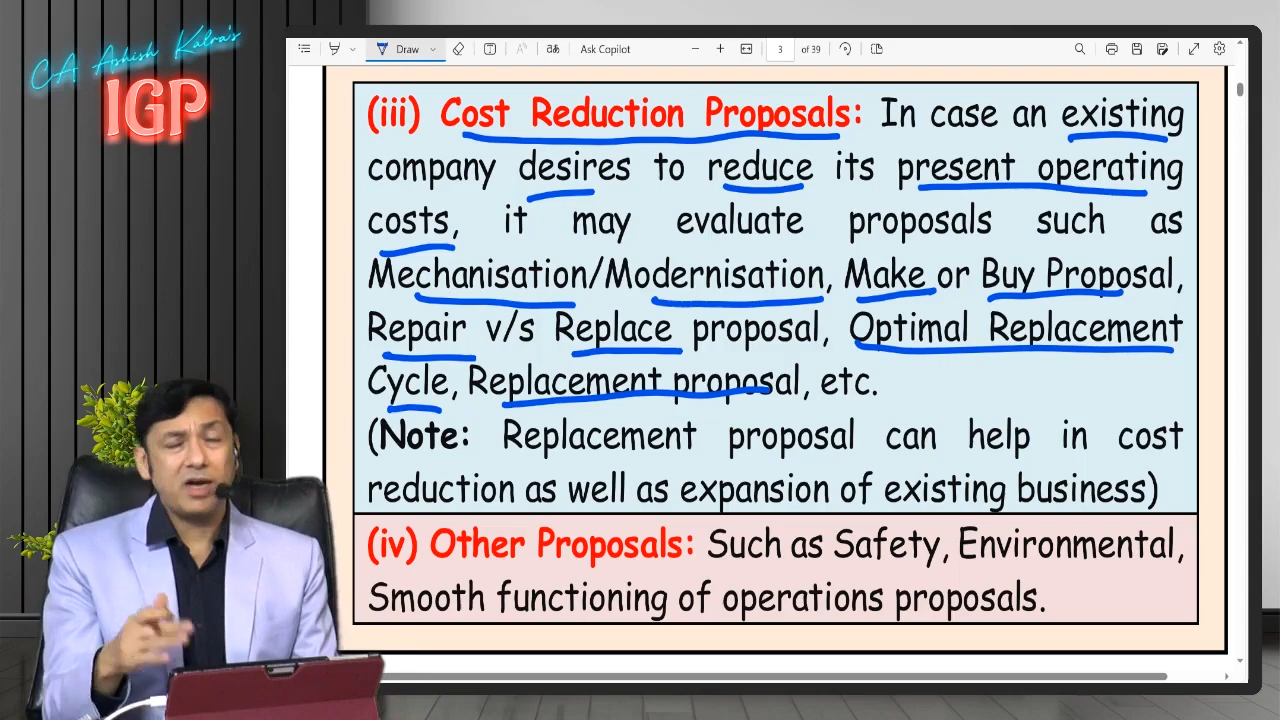 CA Ashish Kalra's
IGP
Draw
Ask Copilot
3
of 39
(iii) Cost Reduction Proposals: In case an existing
company desires to reduce its present operating
costs, it may evaluate proposals such as
Mechanisation/Modernisation, Make or Buy Proposal,
Repair v/s Replace proposal, Optimal Replacement
Cycle, Replacement proposal, etc.
(Note: Replacement proposal can help in cost
reduction as well as expansion of existing business)
(iv) Other Proposals: Such as Safety, Environmental,
Smooth functioning of operations proposals.